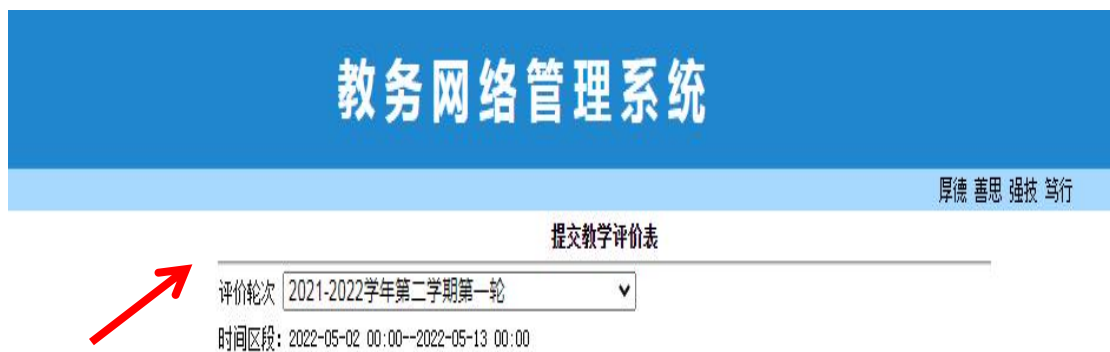 教务网络管理系统
厚德 善思 强技 笃行
提交教学评价表
评价轮次 2021-2022学年第二学期第一轮
时间区段: 2022-05-02 00:00--2022-05-13 00:00